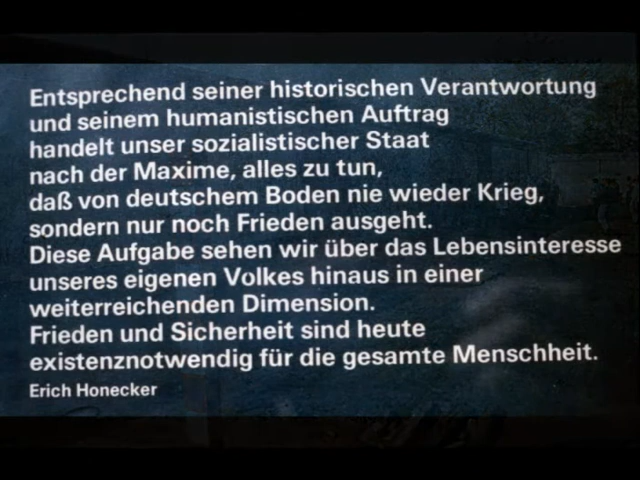 Entsprechend seiner historischen Verantwortung
und seinem humanistischen Auftrag
handelt unser sozialistischer Staat
nach der Maxime, alles zu tun,
daß von deutschem Boden nie wieder Krieg,
sondern nur noch Frieden ausgeht.
Diese Aufgabe sehen wir über das Lebensinteresse
unseres eigenen Volkes hinaus in einer
weiterreichenden Dimension.
Frieden und Sicherheit sind heute
existenznotwendig für die gesamte Menschheit.
Erich Honecker